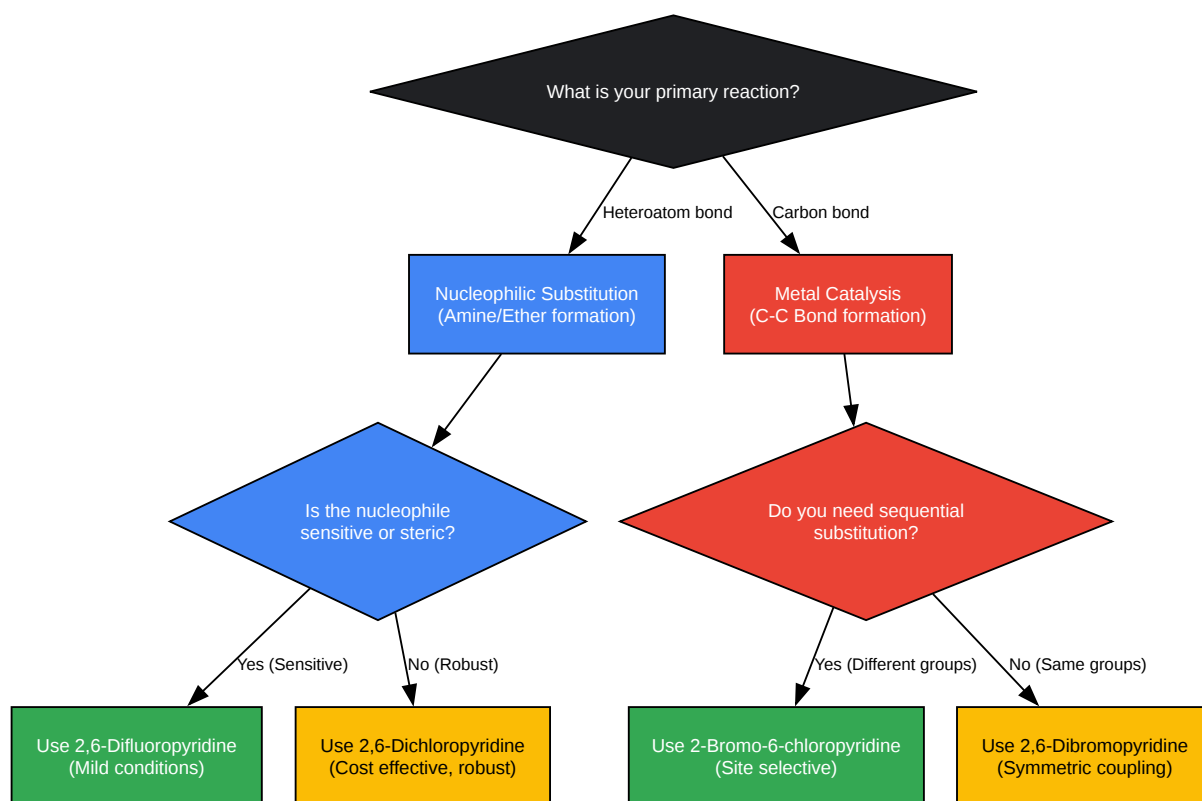 What is your primary reaction?
Heteroatom bond
Carbon bond
Nucleophilic Substitution
(Amine/Ether formation)
Metal Catalysis
(C-C Bond formation)
Is the nucleophile
sensitive or steric?
Do you need sequential
substitution?
Yes (Sensitive)
No (Robust)
Yes (Different groups)
No (Same groups)
Use 2,6-Difluoropyridine
(Mild conditions)
Use 2,6-Dichloropyridine
(Cost effective, robust)
Use 2-Bromo-6-chloropyridine
(Site selective)
Use 2,6-Dibromopyridine
(Symmetric coupling)